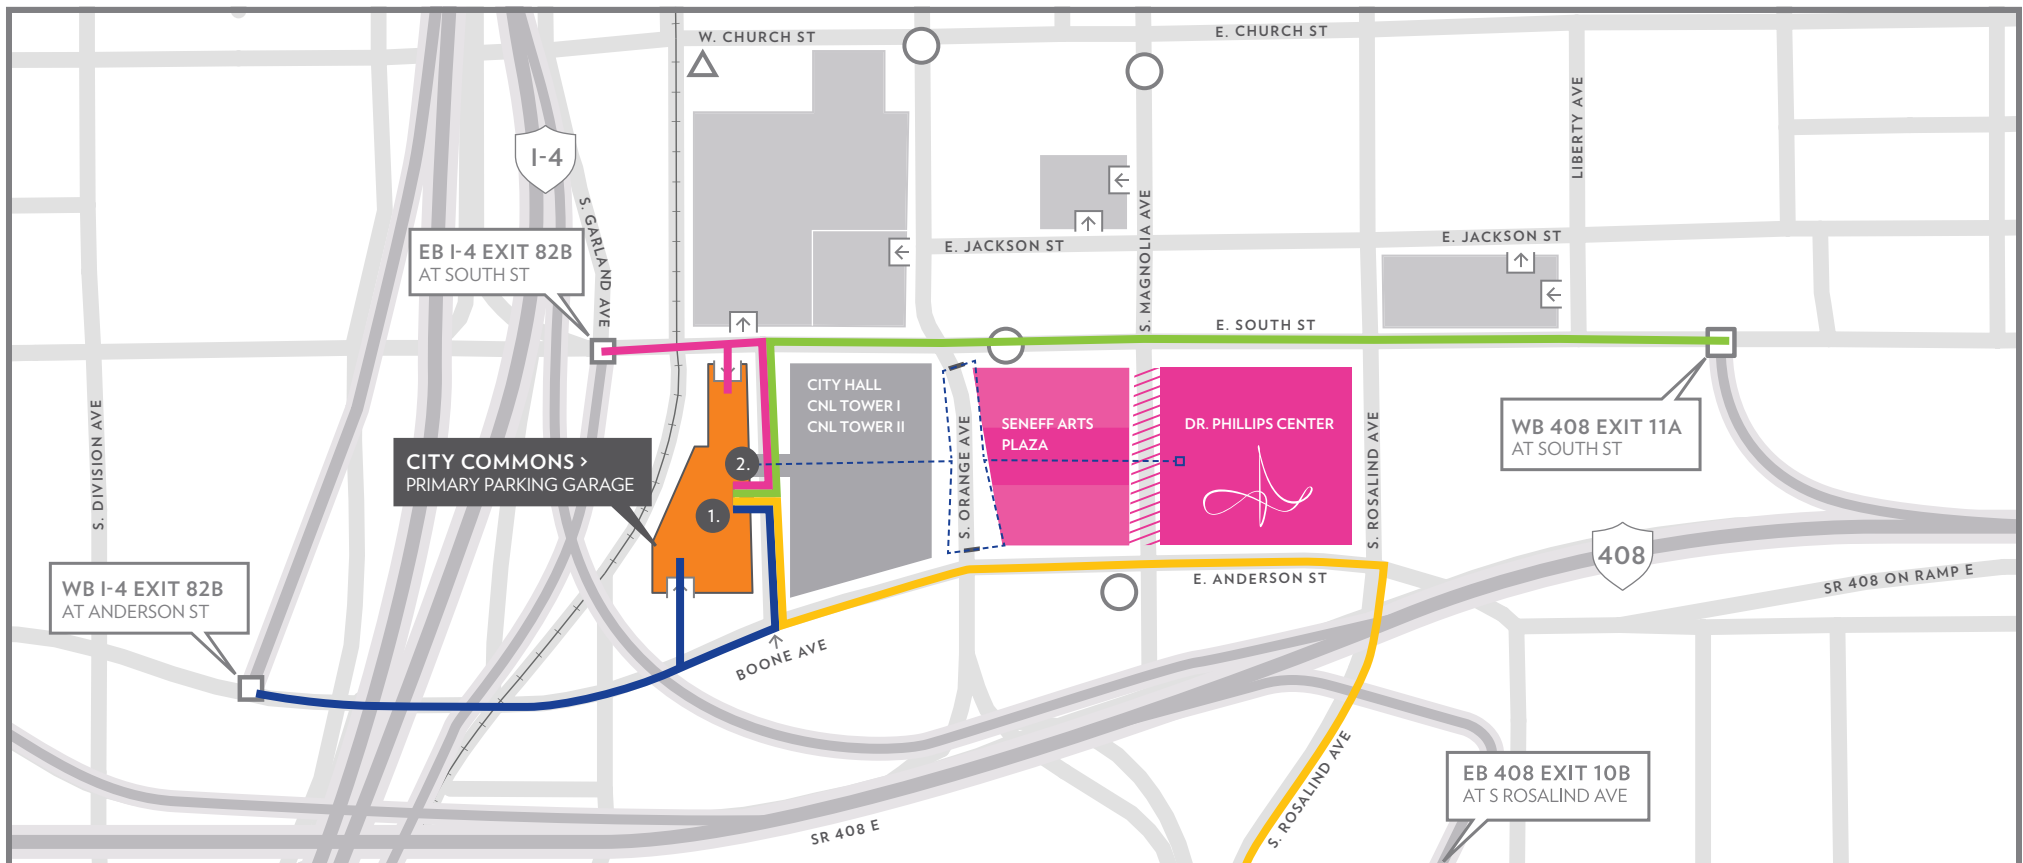 W. CHURCH ST
E. CHURCH ST
I-4
LIBERTY AVE
S. GARLAND AVE
S. MAGNOLIA AVE
EB I-4 EXIT 82B
AT SOUTH ST
E. JACKSON ST
E. JACKSON ST
E. SOUTH ST
CITY HALL
CNL TOWER I
CNL TOWER II
SENEFF ARTS
PLAZA
DR. PHILLIPS CENTER
WB 408 EXIT 11A
AT SOUTH ST
S. DIVISION AVE
CITY COMMONS >
PRIMARY PARKING GARAGE
2.
1.
S. ORANGE AVE
S. ROSALIND AVE
408
WB I-4 EXIT 82B
AT ANDERSON ST
E. ANDERSON ST
SR 408 ON RAMP E
BOONE AVE
S. ROSALIND AVE
EB 408 EXIT 10B
AT S ROSALIND AVE
SR 408 E